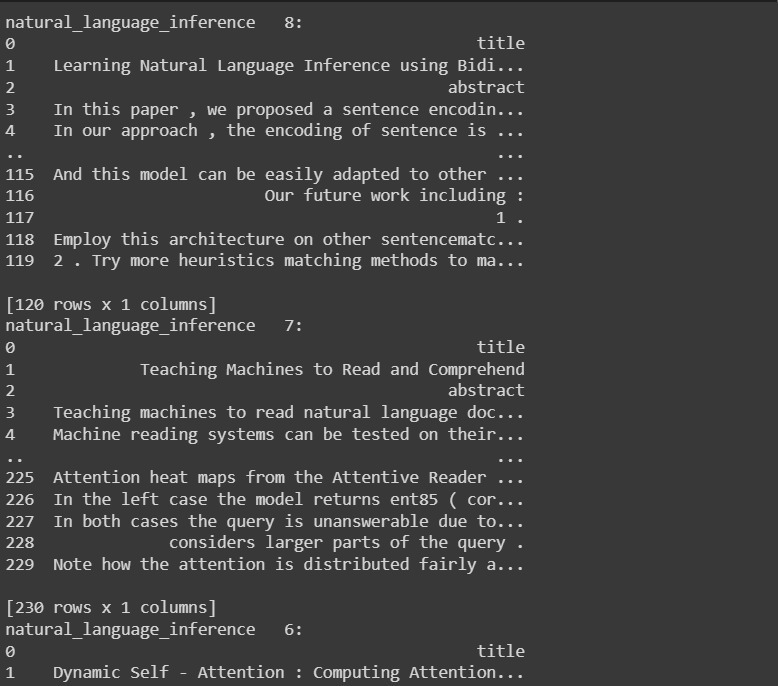 natural_language_inference   8:
0                                                 title
1    Learning Natural Language Inference using Bidi...
2                                              abstract
3    In this paper , we proposed a sentence encodin...
4    In our approach , the encoding of sentence is ...
..                                                 ...
115  And this model can be easily adapted to other ...
116                        Our future work including :
117                                                1 .
118  Employ this architecture on other sentencematc...
119  2 . Try more heuristics matching methods to ma...
[120 rows x 1 columns]
natural_language_inference   7:
0                                                 title
1             Teaching Machines to Read and Comprehend
2                                              abstract
3    Teaching machines to read natural language doc...
4    Machine reading systems can be tested on their...
..                                                 ...
225  Attention heat maps from the Attentive Reader ...
226  In the left case the model returns ent85 ( cor...
227  In both cases the query is unanswerable due to...
228              considers larger parts of the query .
229  Note how the attention is distributed fairly a...
[230 rows x 1 columns]
natural_language_inference   6:
0                                                 title
1    Dynamic Self - Attention : Computing Attention...